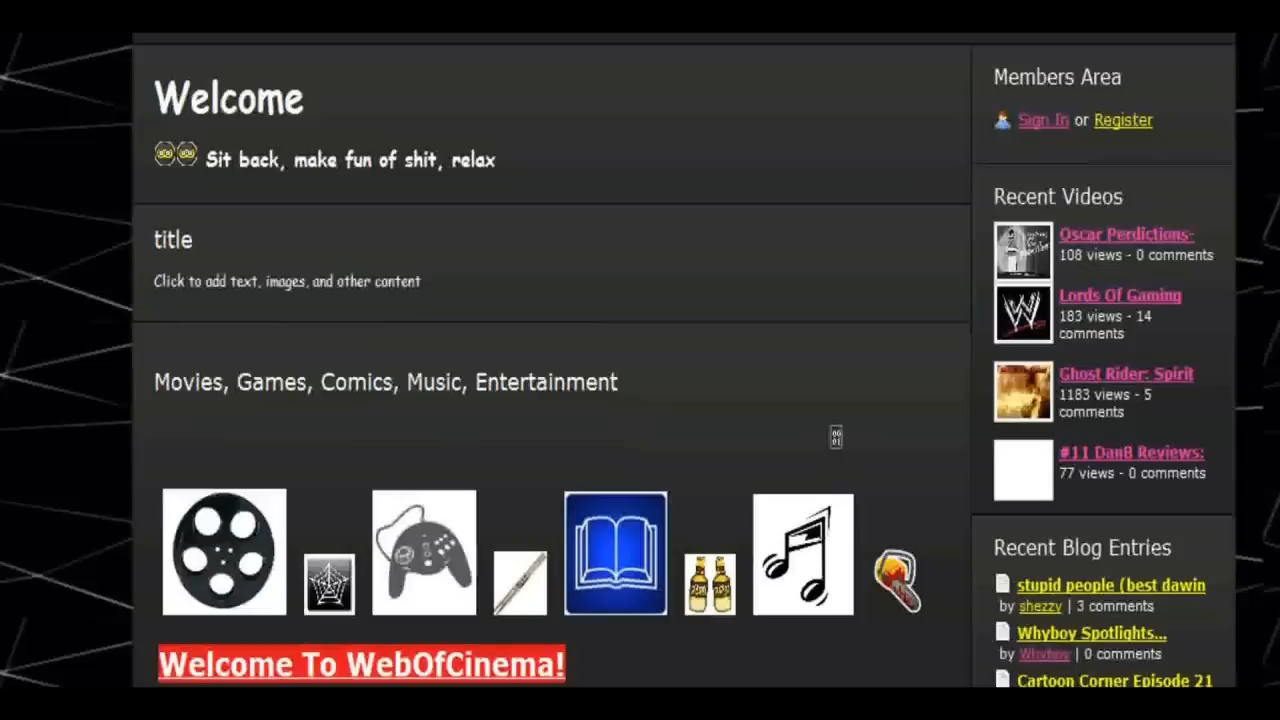 Welcome
Sit back, make fun of shit, relax
title
Click to add text, images, and other content
Movies, Games, Comics, Music, Entertainment
Welcome To WebOfCinema!
Members Area
Sign In or Register
Recent Videos
Oscar Perdictions-
108 views - 0 comments
Lords Of Gaming
183 views - 14
comments
Ghost Rider: Spirit
1183 views - 5
comments
#11 DanB Reviews:
77 views - 0 comments
Recent Blog Entries
stupid people (best dawin
by shezzy | 3 comments
Whyboy Spotlights...
by Whyboy | 0 comments
Cartoon Corner Episode 21